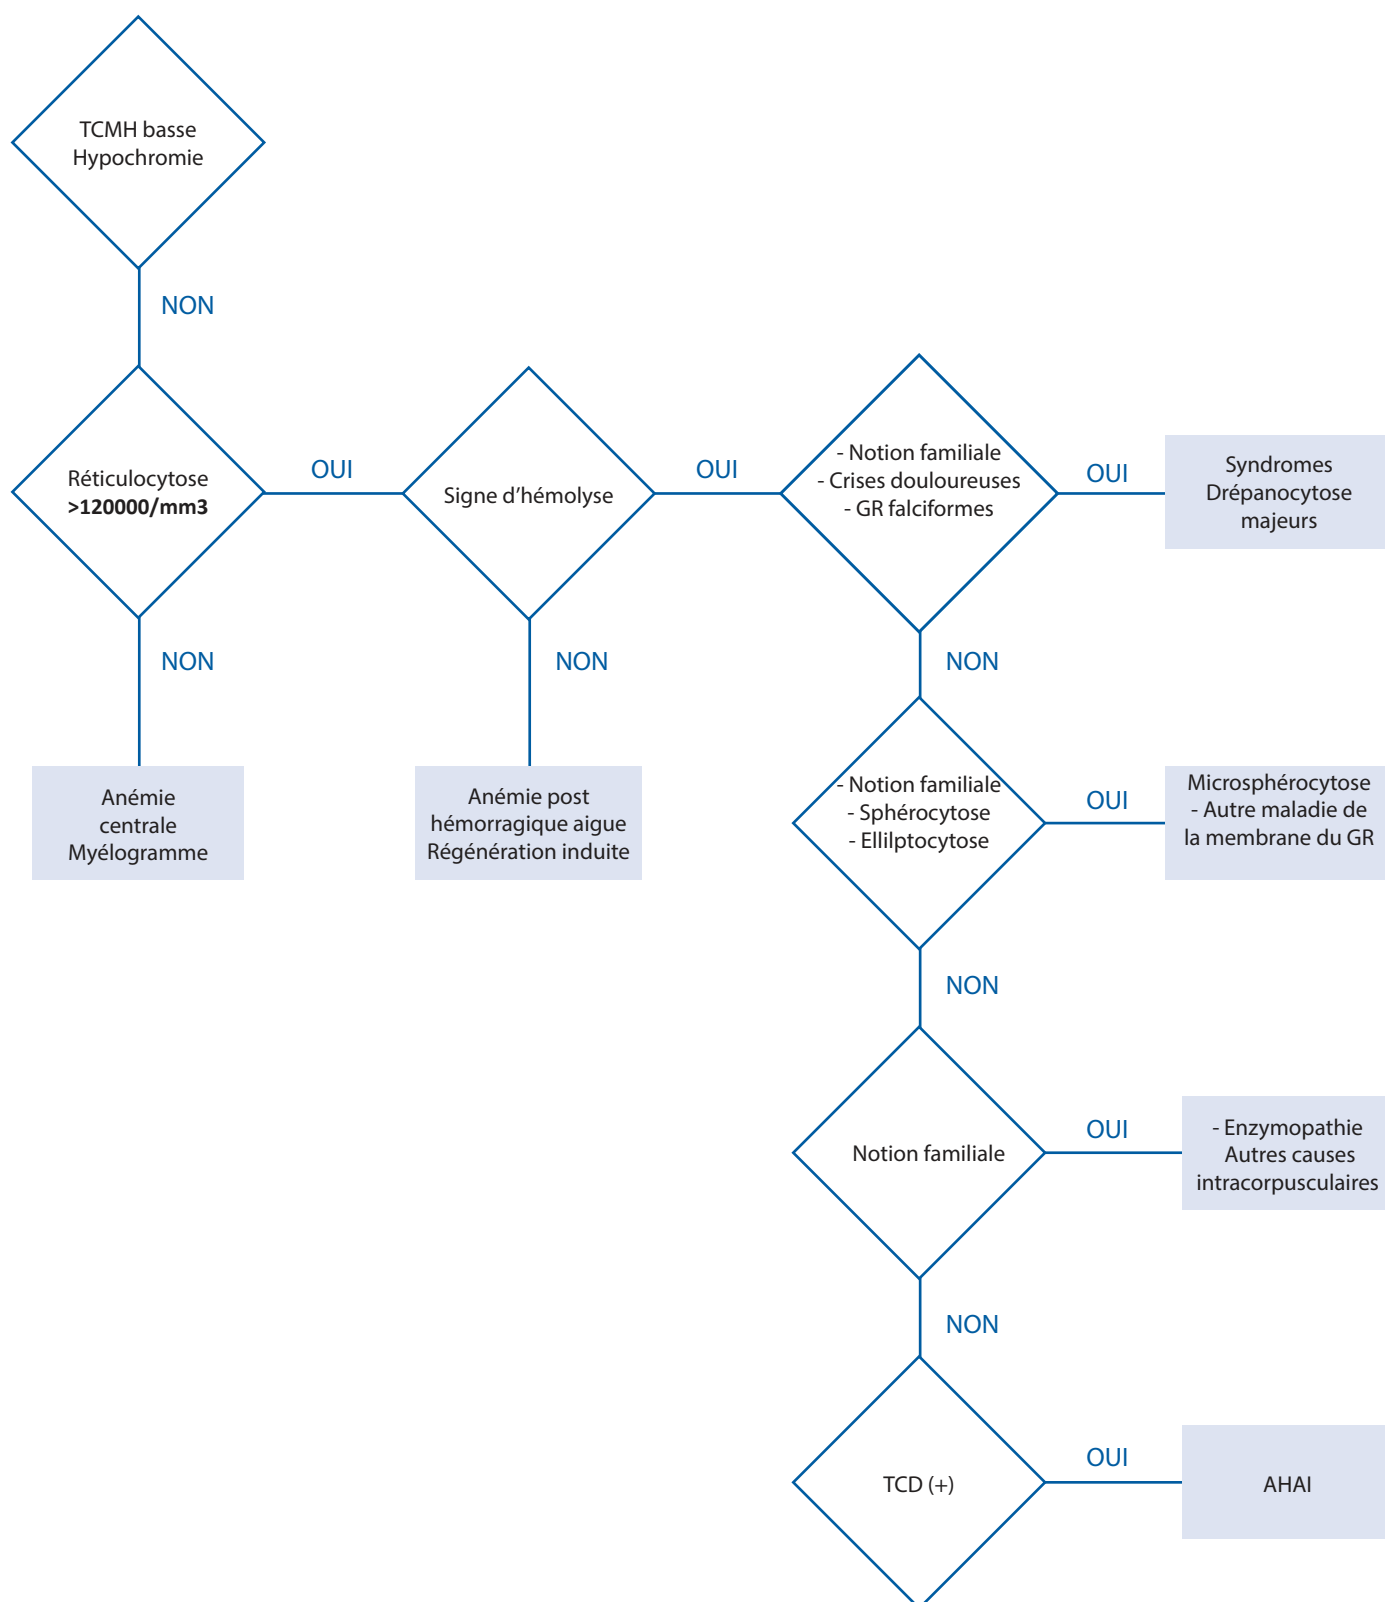 TCMH basse
Hypochromie
NON
Réticulocytose
>120000/mm3
OUI
Signe d'hémolyse
OUI
- Notion familiale
- Crises douloureuses
- GR falciformes
OUI
Syndromes
Drépanocytose
majeurs
NON
NON
NON
Anémie
centrale
Myélogramme
Anémie post
hémorragique aigue
Régénération induite
- Notion familiale
- Sphérocytose
- Ellilptocytose
OUI
Microsphérocytose
- Autre maladie de
la membrane du GR
NON
Notion familiale
OUI
- Enzymopathie
Autres causes
intracorpusculaires
NON
TCD (+)
OUI
AHAI